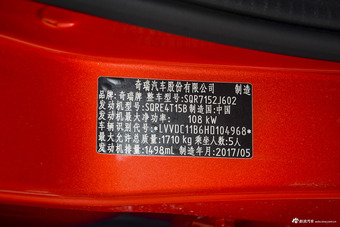 奇瑞汽车股份有限公司 制造
品牌:奇瑞牌 整车型号:SQR7152J602
发动机型号:SQRE4T15B 制造国:中国
发动机最大净功率: 108 kW
车辆识别代号:*LVVDC11B6HD104968*
最大允许总质量:1710 kg 乘坐人数:5人
发动机排量:1498mL 制造年月:2017/05